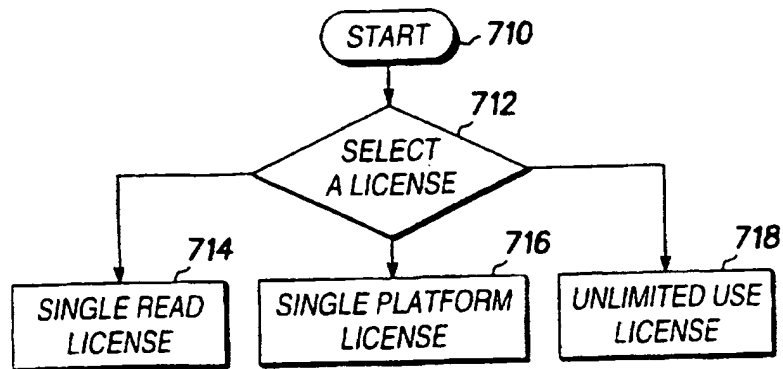 START
710
712
SELECT
A LICENSE
714
716
718
SINGLE READ
LICENSE
SINGLE PLATFORM
LICENSE
UNLIMITED USE
LICENSE